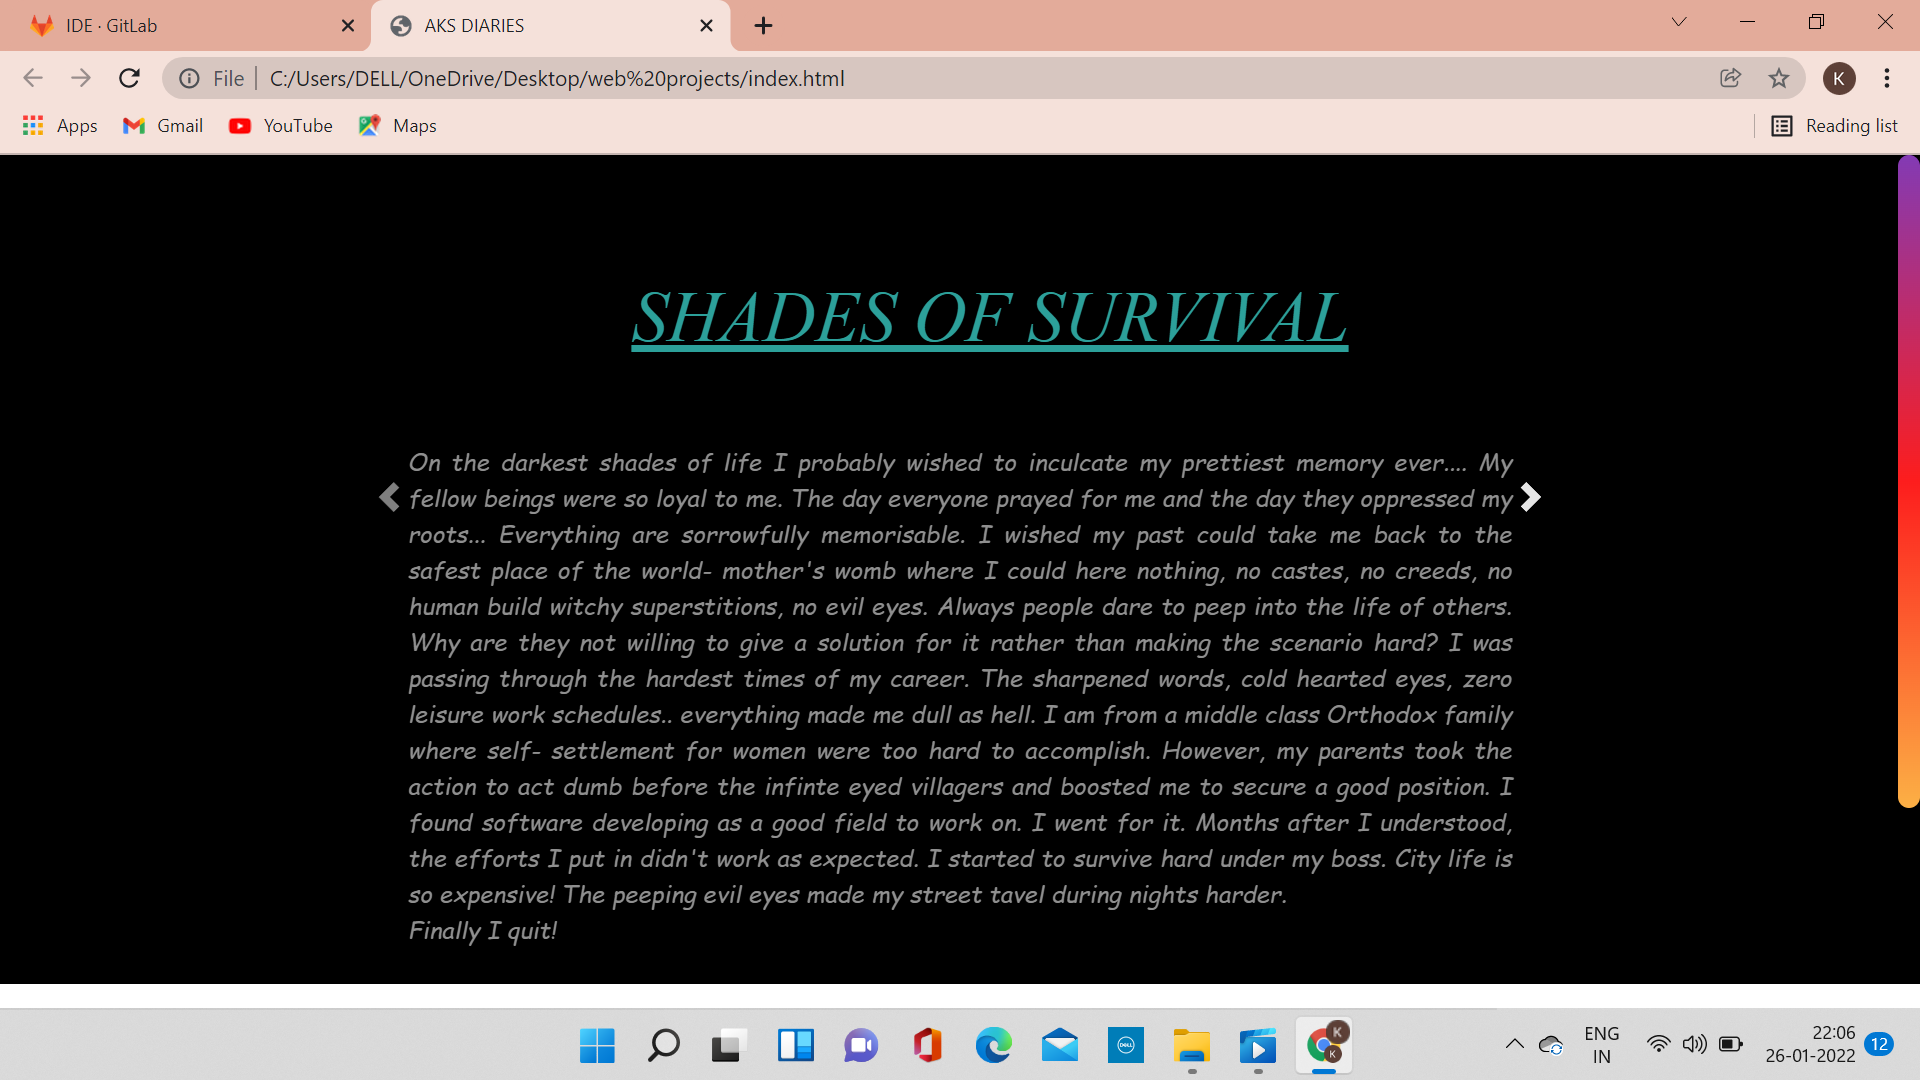 IDE · GitLab
AKS DIARIES
File
C:/Users/DELL/OneDrive/Desktop/web%20projects/index.html
K
Apps
Gmail
YouTube
Maps
Reading list
SHADES OF SURVIVAL
On the darkest shades of life I probably wished to inculcate my prettiest memory ever.... My
fellow beings were so loyal to me. The day everyone prayed for me and the day they oppressed my
roots... Everything are sorrowfully memorisable. I wished my past could take me back to the
safest place of the world- mother's womb where I could here nothing, no castes, no creeds, no
human build witchy superstitions, no evil eyes. Always people dare to peep into the life of others.
Why are they not willing to give a solution for it rather than making the scenario hard? I was
passing through the hardest times of my career. The sharpened words, cold hearted eyes, zero
leisure work schedules.. everything made me dull as hell. I am from a middle class Orthodox family
where self- settlement for women were too hard to accomplish. However, my parents took the
action to act dumb before the infinte eyed villagers and boosted me to secure a good position. I
found software developing as a good field to work on. I went for it. Months after I understood,
the efforts I put in didn't work as expected. I started to survive hard under my boss. City life is
so expensive! The peeping evil eyes made my street tavel during nights harder.
Finally I quit!
DELL
K
K
ENG
IN
22:06
26-01-2022
12